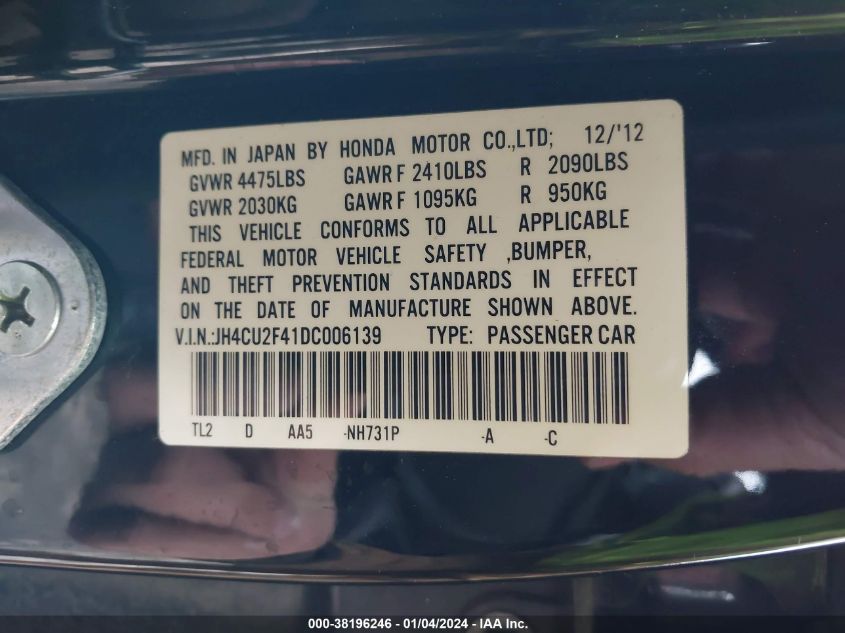 MFD. IN JAPAN BY HONDA MOTOR CO.,LTD; 12/'12
GVWR 4475LBS GAWR F 2410LBS R 2090LBS
GVWR 2030KG GAWR F 1095KG R 950KG
THIS VEHICLE CONFORMS TO ALL APPLICABLE
FEDERAL MOTOR VEHICLE SAFETY ,BUMPER,
AND THEFT PREVENTION STANDARDS IN EFFECT
ON THE DATE OF MANUFACTURE SHOWN ABOVE.
V.I.N.:JH4CU2F41DC006139 TYPE: PASSENGER CAR
TL2 D AA5 -NH731P -A -C
000-38196246 - 01/04/2024 - IAA Inc.